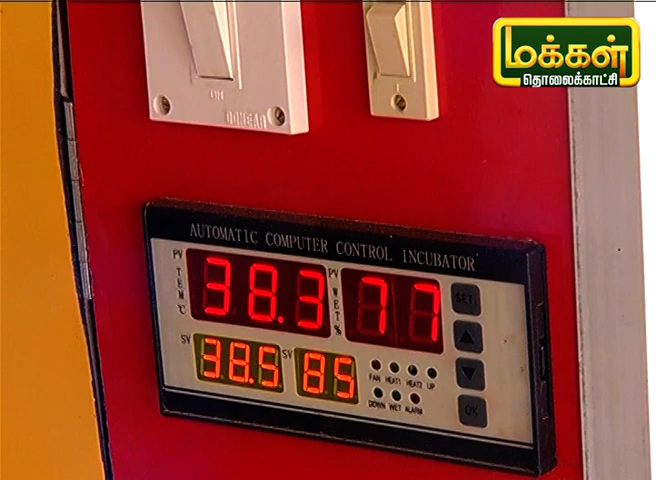 மக்கள்
தொலைக்காட்சி
ON
AUTOMATIC COMPUTER CONTROL INCUBATOR
PV TEM℃ 38.3 PV WET% 77 SET
SV 38.5 SV 85
FAN HEAT1 HEAT2 UP
DOWN WET ALARM OK